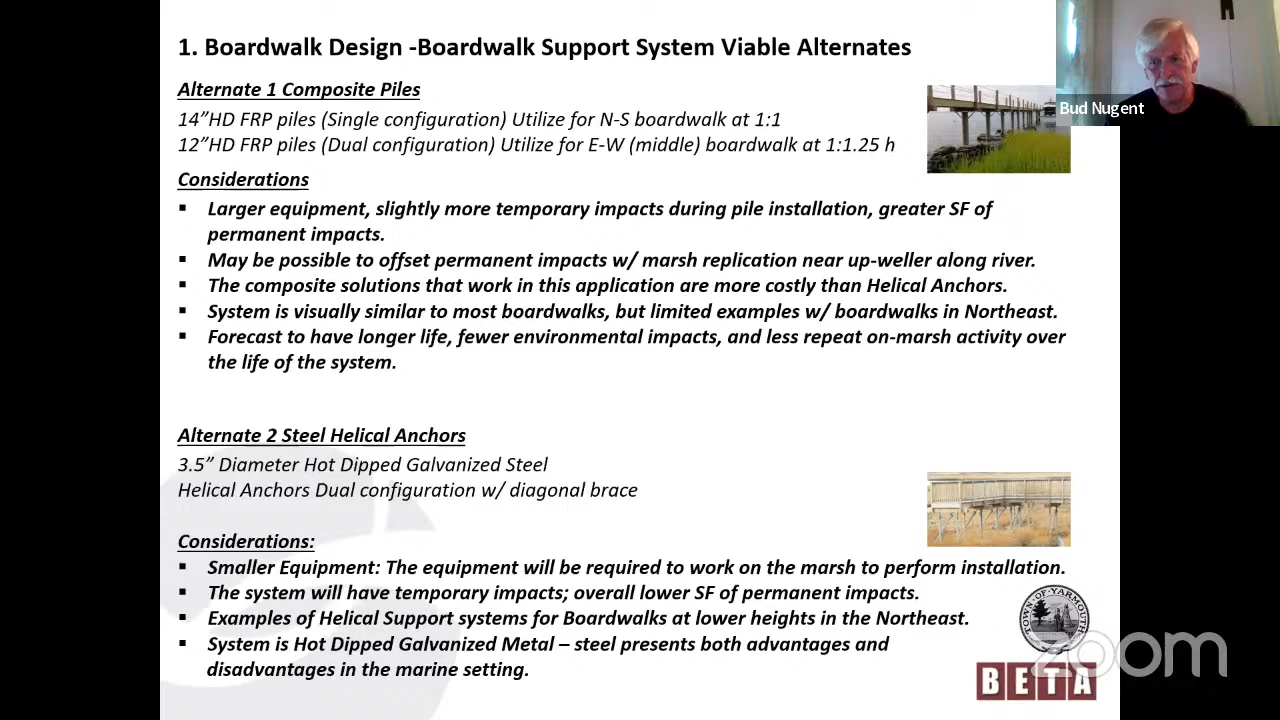 1. Boardwalk Design -Boardwalk Support System Viable Alternates
Bud Nugent
Alternate 1 Composite Piles
14”HD FRP piles (Single configuration) Utilize for N-S boardwalk at 1:1
12”HD FRP piles (Dual configuration) Utilize for E-W (middle) boardwalk at 1:1.25 h
Considerations
▪ Larger equipment, slightly more temporary impacts during pile installation, greater SF of
permanent impacts.
▪ May be possible to offset permanent impacts w/ marsh replication near up-weller along river.
▪ The composite solutions that work in this application are more costly than Helical Anchors.
▪ System is visually similar to most boardwalks, but limited examples w/ boardwalks in Northeast.
▪ Forecast to have longer life, fewer environmental impacts, and less repeat on-marsh activity over
the life of the system.
Alternate 2 Steel Helical Anchors
3.5” Diameter Hot Dipped Galvanized Steel
Helical Anchors Dual configuration w/ diagonal brace
Considerations:
▪ Smaller Equipment: The equipment will be required to work on the marsh to perform installation.
▪ The system will have temporary impacts; overall lower SF of permanent impacts.
▪ Examples of Helical Support systems for Boardwalks at lower heights in the Northeast.
▪ System is Hot Dipped Galvanized Metal – steel presents both advantages and
disadvantages in the marine setting.
TOWN OF YARMOUTH
zoom
BETA